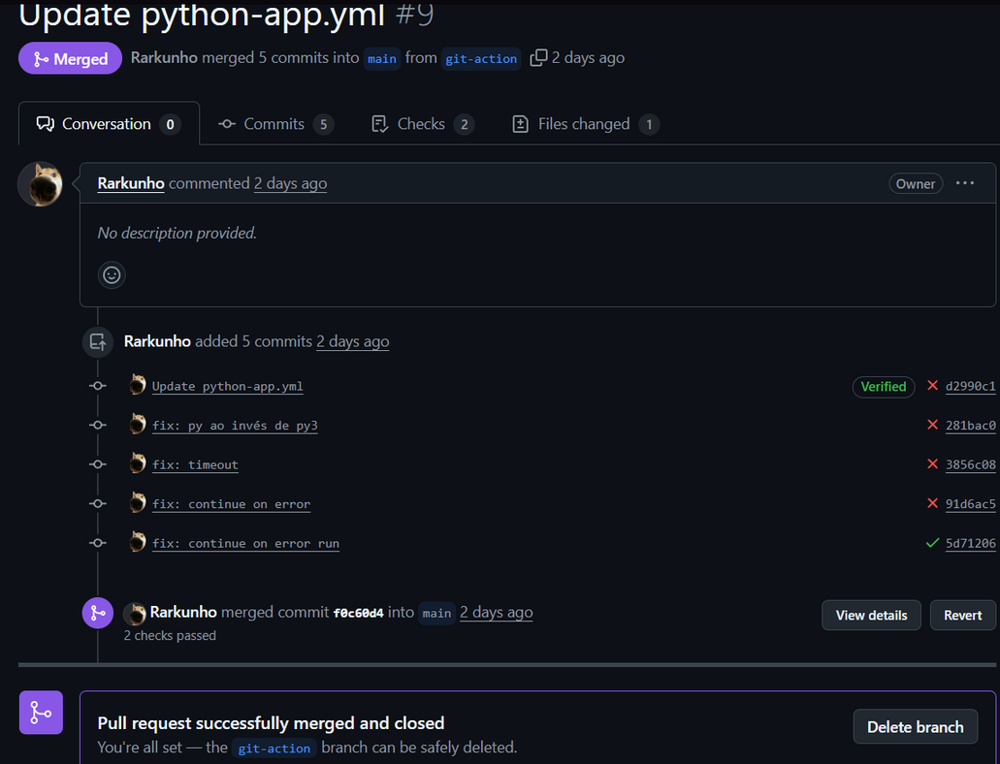 Update python-app.yml #9
Merged Rarkunho merged 5 commits into main from git-action 2 days ago
Conversation 0 Commits 5 Checks 2 Files changed 1
Rarkunho commented 2 days ago Owner
No description provided.
Rarkunho added 5 commits 2 days ago
Update python-app.yml Verified d2990c1
fix: py ao invés de py3 281bac0
fix: timeout 3856c08
fix: continue on error 91d6ac5
fix: continue on error run 5d71206
Rarkunho merged commit f0c60d4 into main 2 days ago View details Revert
2 checks passed
Pull request successfully merged and closed
You're all set — the git-action branch can be safely deleted. Delete branch